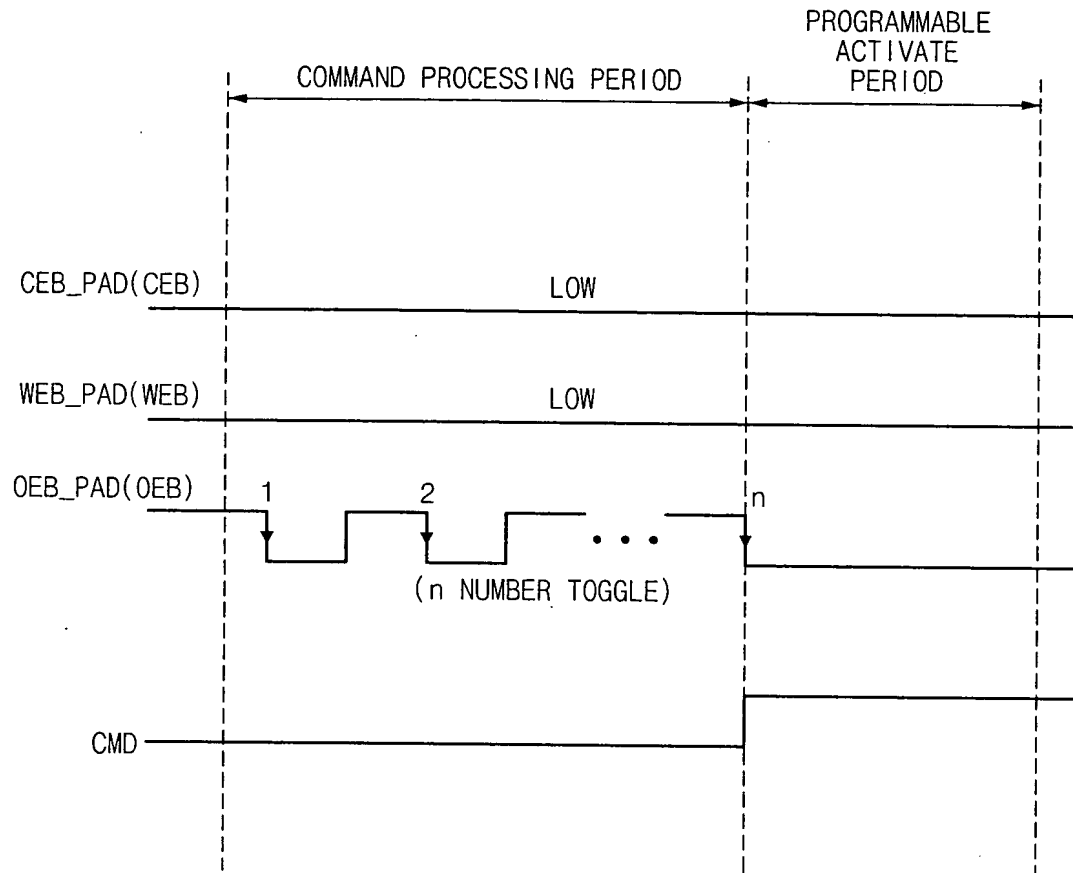 PROGRAMMABLE
ACTIVATE
PERIOD
COMMAND PROCESSING PERIOD
CEB_PAD(CEB)
LOW
WEB_PAD(WEB)
LOW
OEB_PAD(OEB)
1
2
n
(n NUMBER TOGGLE)
CMD